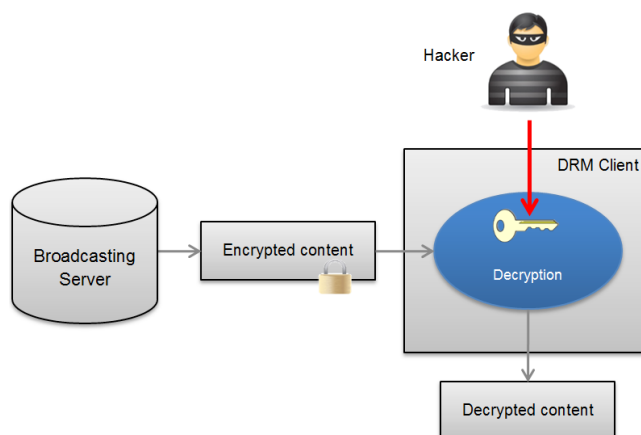 Hacker
DRM Client
Broadcasting
Server
Encrypted content
Decryption
Decrypted content